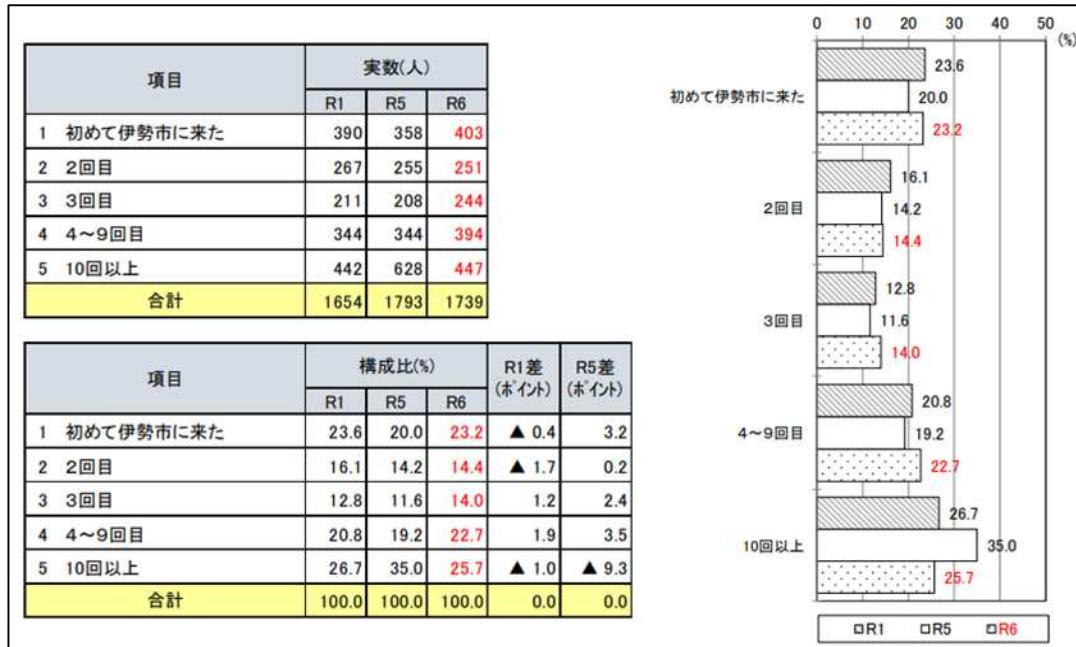 項目 実数(人)
R1 R5 R6
1 初めて伊勢市に来た 390 358 403
2 2回目 267 255 251
3 3回目 211 208 244
4 4～9回目 344 344 394
5 10回以上 442 628 447
合計 1654 1793 1739
項目 構成比(%) R1差(ﾎﾟｲﾝﾄ) R5差(ﾎﾟｲﾝﾄ)
R1 R5 R6
1 初めて伊勢市に来た 23.6 20.0 23.2 ▲ 0.4 3.2
2 2回目 16.1 14.2 14.4 ▲ 1.7 0.2
3 3回目 12.8 11.6 14.0 1.2 2.4
4 4～9回目 20.8 19.2 22.7 1.9 3.5
5 10回以上 26.7 35.0 25.7 ▲ 1.0 ▲ 9.3
合計 100.0 100.0 100.0 0.0 0.0
0 10 20 30 40 50
(%)
初めて伊勢市に来た
23.6
20.0
23.2
2回目
16.1
14.2
14.4
3回目
12.8
11.6
14.0
4～9回目
20.8
19.2
22.7
10回以上
26.7
35.0
25.7
R1 R5 R6